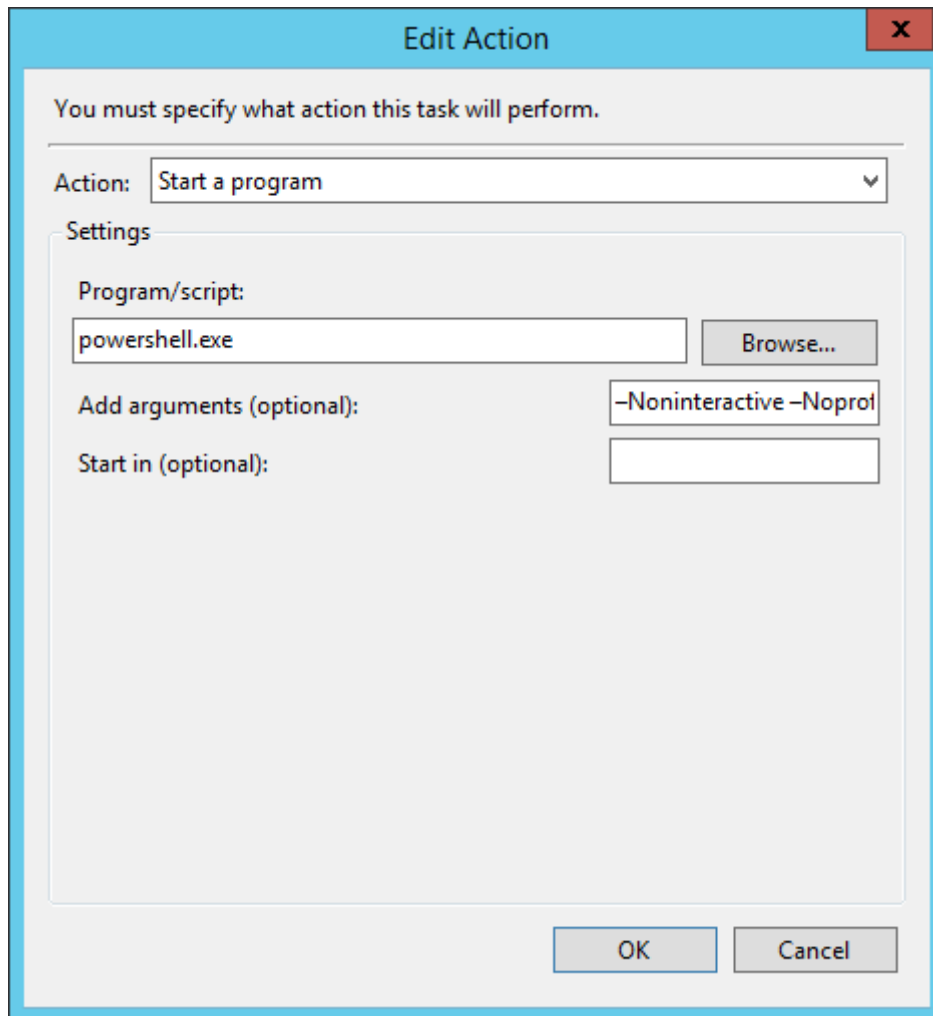 Edit Action
x
You must specify what action this task will perform.
Action: Start a program
Settings
Program/script:
powershell.exe Browse...
Add arguments (optional): –Noninteractive –Noprof
Start in (optional):
OK Cancel